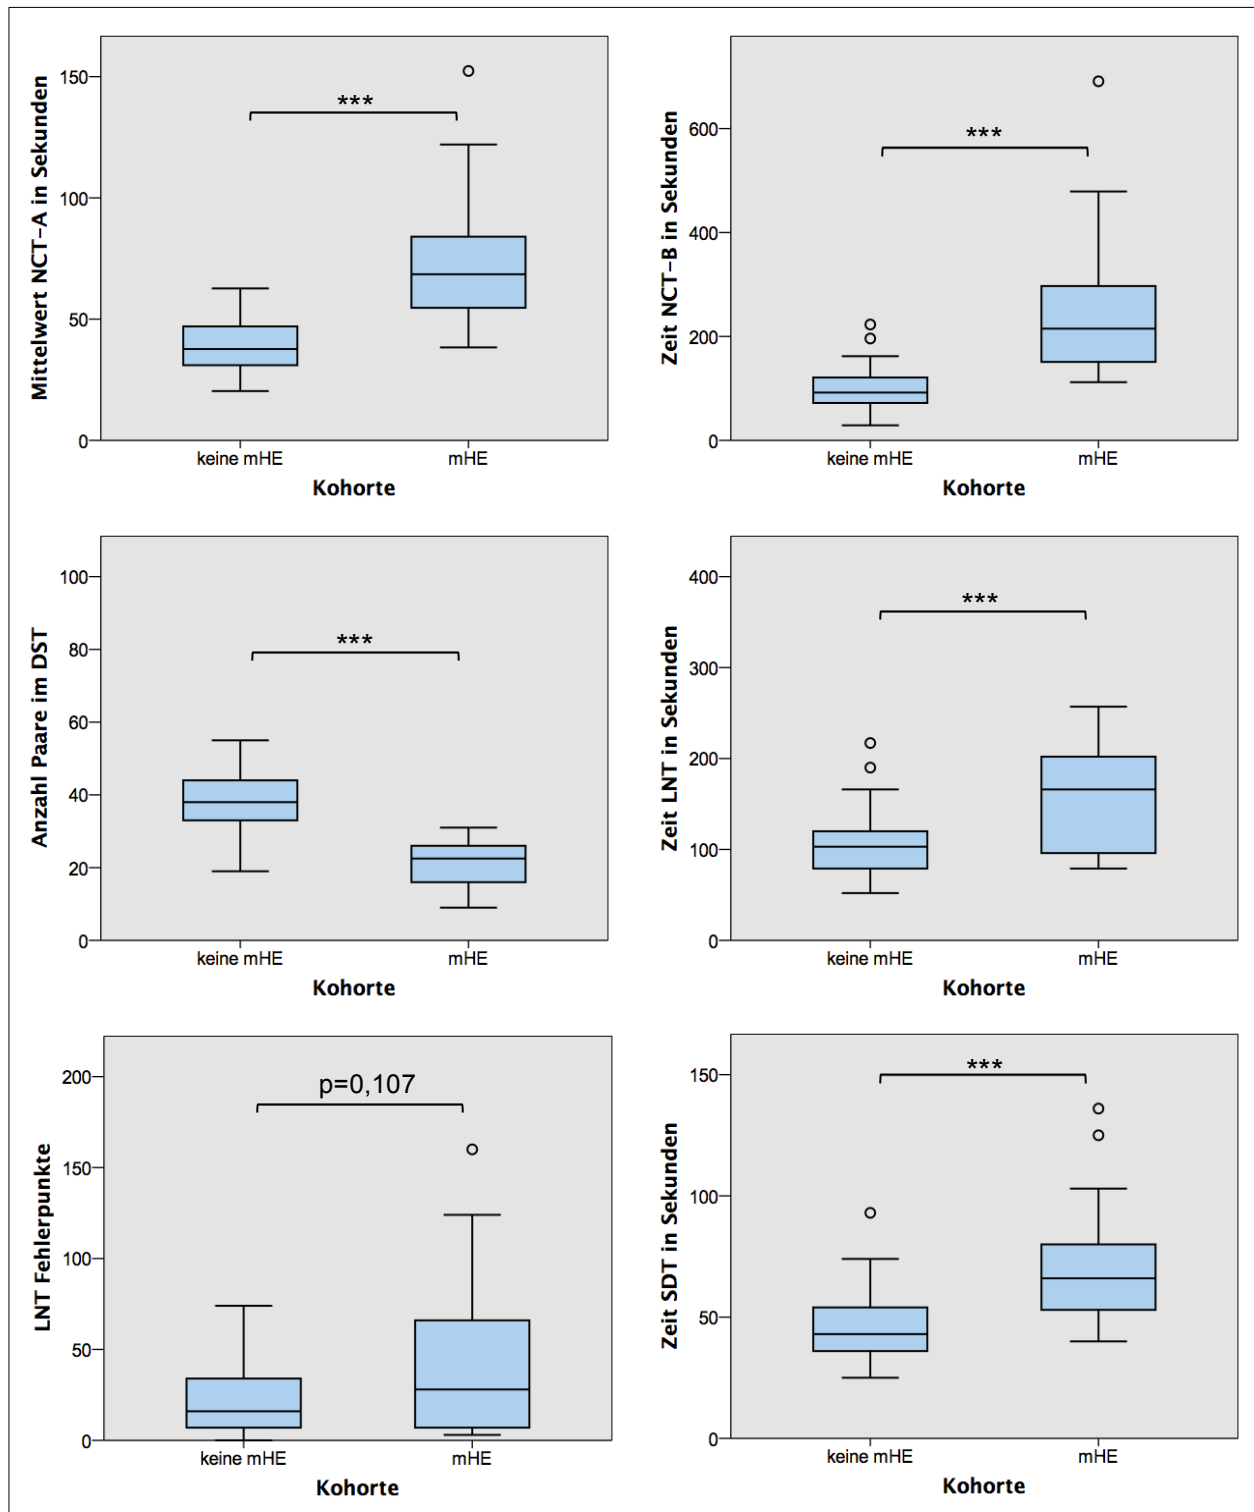 Mittelwert NCT-A in Sekunden
150
100
50
0
***
keine mHE
mHE
Kohorte
Zeit NCT-B in Sekunden
600
400
200
0
***
keine mHE
mHE
Kohorte
Anzahl Paare im DST
100
80
60
40
20
0
***
keine mHE
mHE
Kohorte
Zeit LNT in Sekunden
400
300
200
100
0
***
keine mHE
mHE
Kohorte
LNT Fehlerpunkte
200
150
100
50
0
p=0,107
keine mHE
mHE
Kohorte
Zeit SDT in Sekunden
150
100
50
0
***
keine mHE
mHE
Kohorte